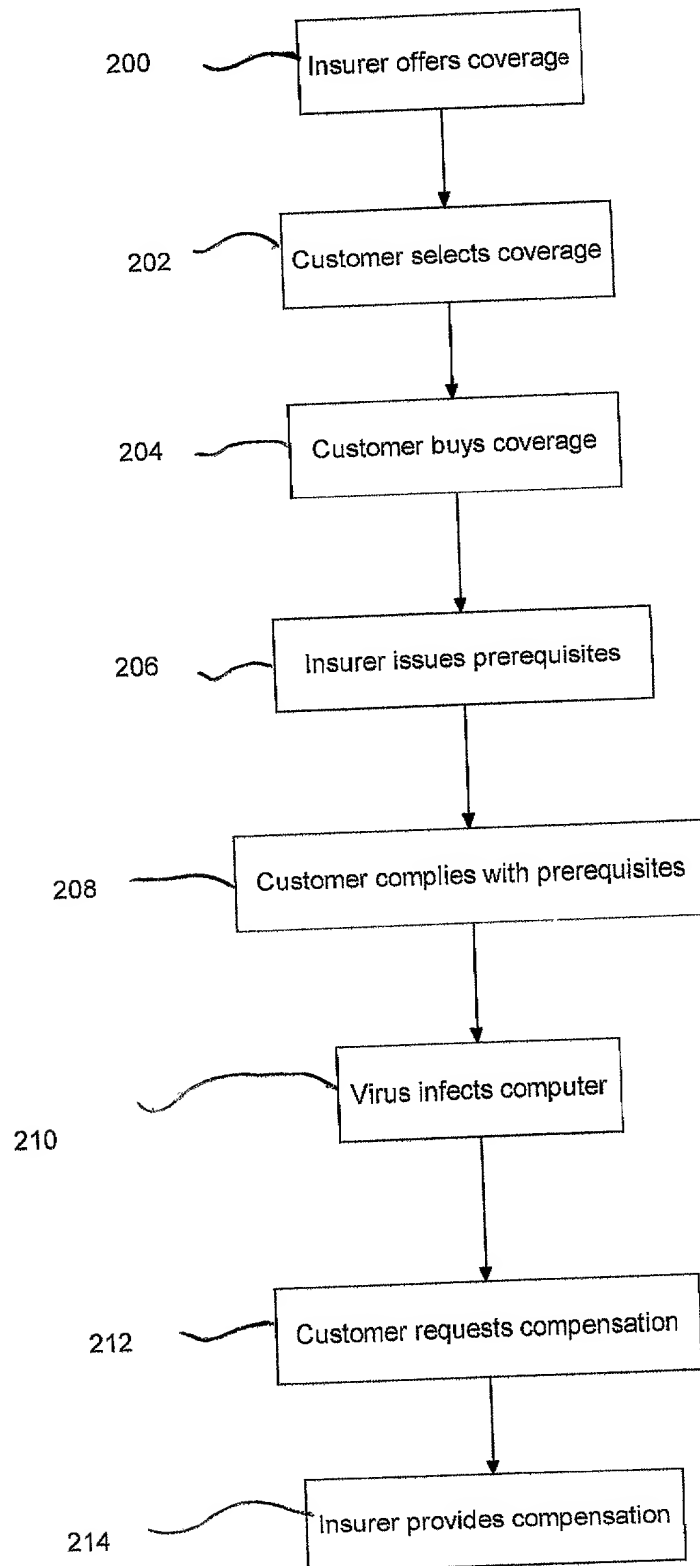 200
Insurer offers coverage
202
Customer selects coverage
204
Customer buys coverage
206
Insurer issues prerequisites
208
Customer complies with prerequisites
210
Virus infects computer
212
Customer requests compensation
214
Insurer provides compensation